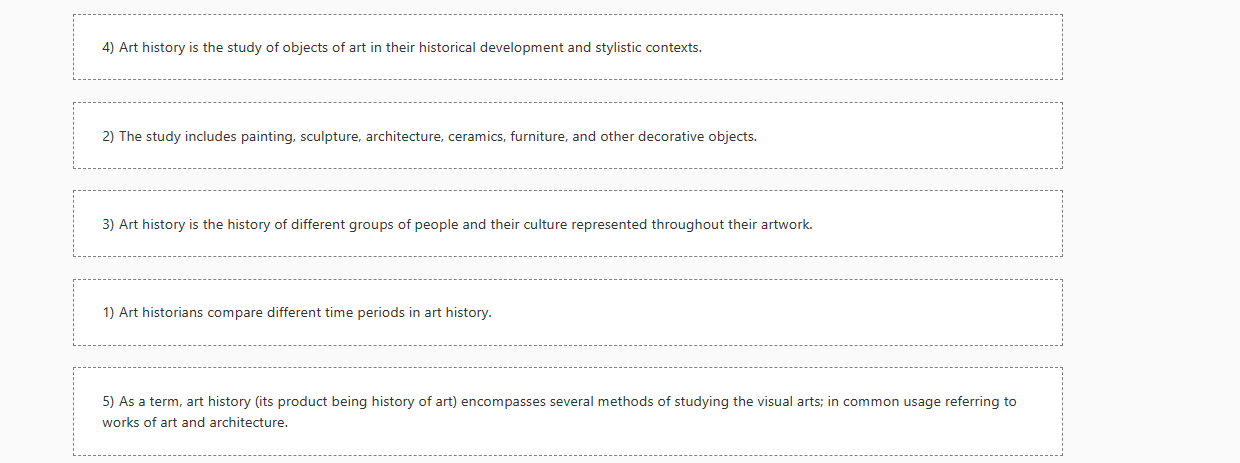 4) Art history is the study of objects of art in their historical development and stylistic contexts.
2) The study includes painting, sculpture, architecture, ceramics, furniture, and other decorative objects.
3) Art history is the history of different groups of people and their culture represented throughout their artwork.
1) Art historians compare different time periods in art history.
5) As a term, art history (its product being history of art) encompasses several methods of studying the visual arts; in common usage referring to
works of art and architecture.